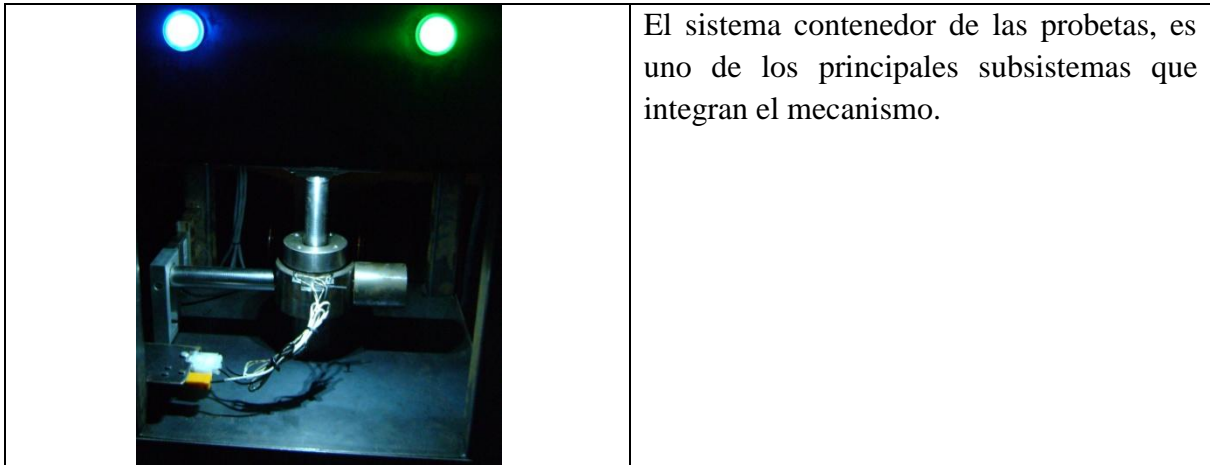 El sistema contenedor de las probetas, es
uno de los principales subsistemas que
integran el mecanismo.